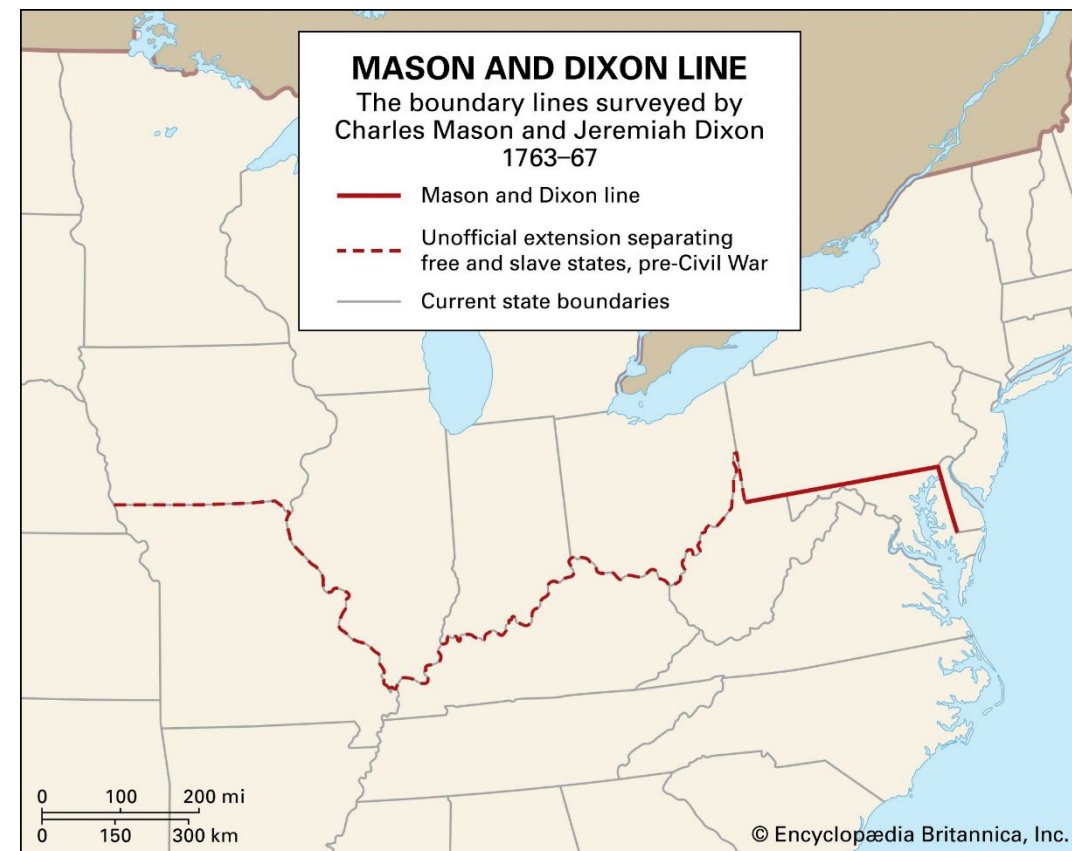 MASON AND DIXON LINE
The boundary lines surveyed by
Charles Mason and Jeremiah Dixon
1763–67
Mason and Dixon line
Unofficial extension separating
free and slave states, pre-Civil War
Current state boundaries
0 100 200 mi
0 150 300 km
© Encyclopædia Britannica, Inc.